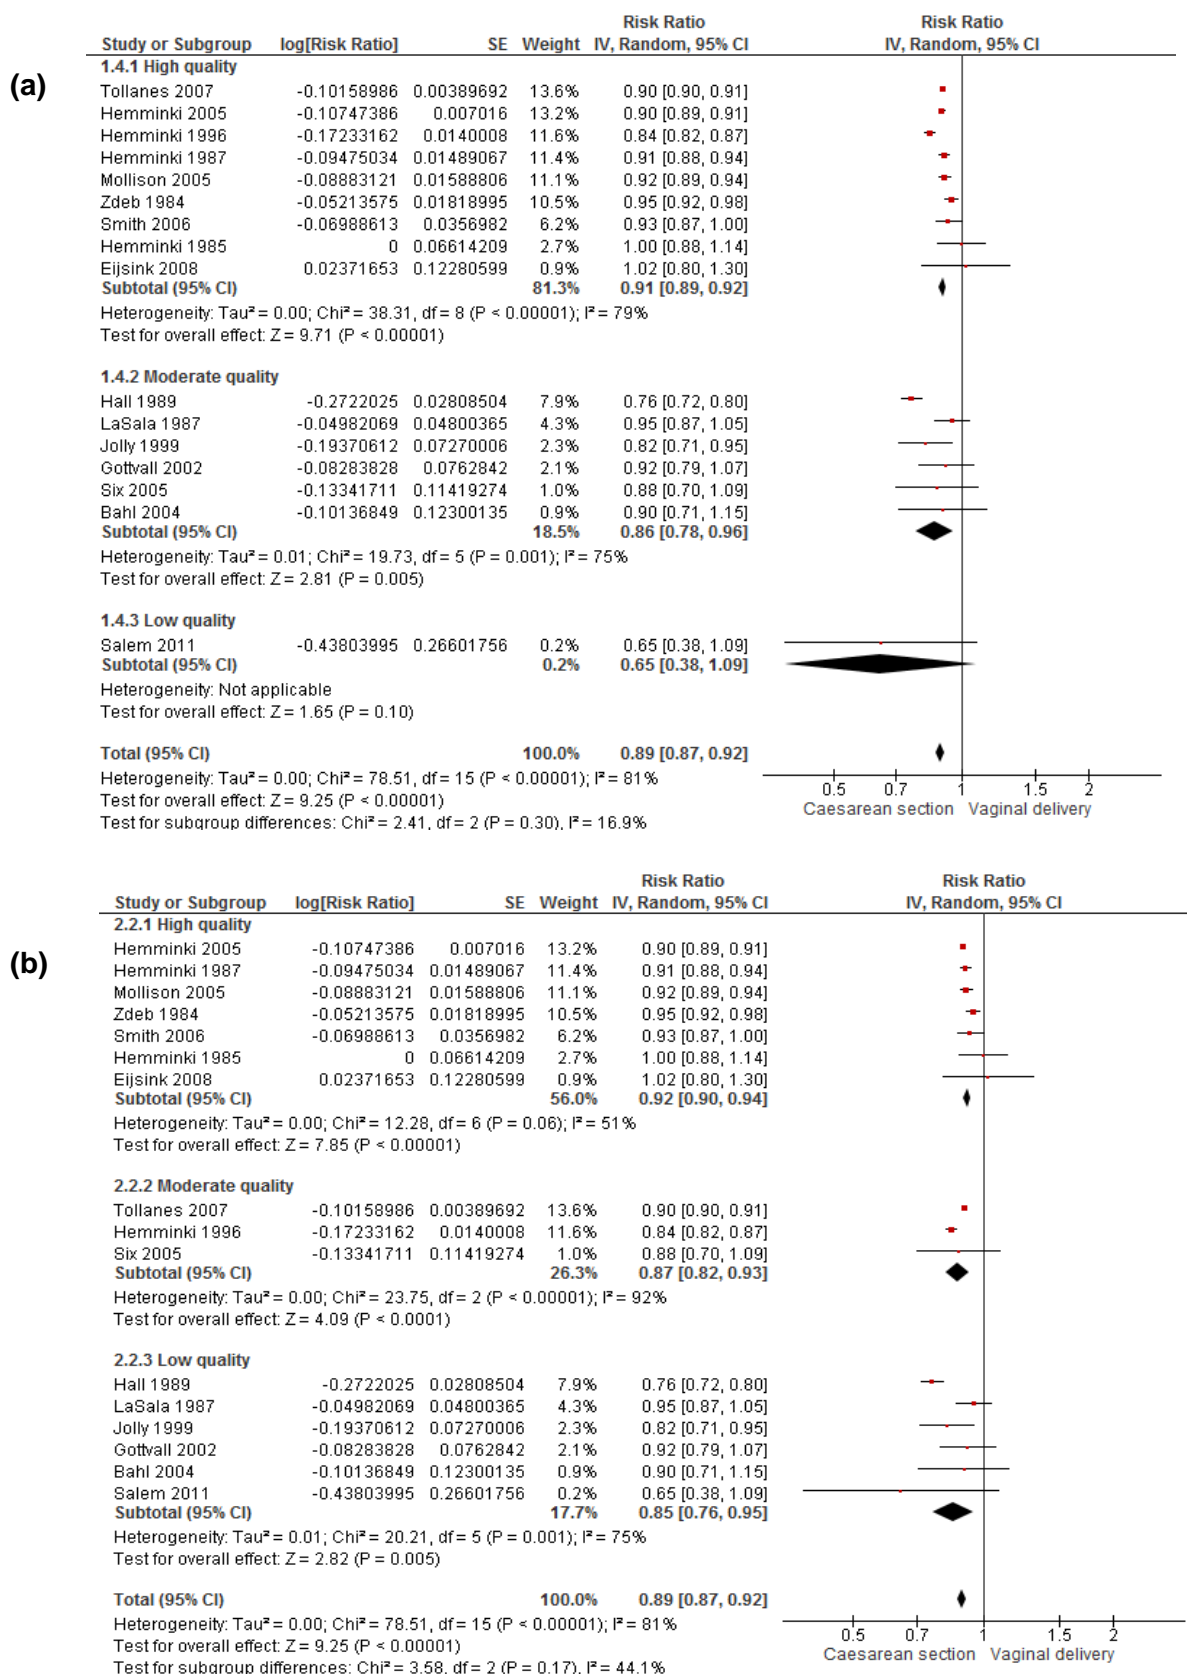 (a)
Risk Ratio Risk Ratio
Study or Subgroup log[Risk Ratio] SE Weight IV, Random, 95% CI IV, Random, 95% CI
1.4.1 High quality
Tollanes 2007 -0.10158986 0.00389692 13.6% 0.90 [0.90, 0.91]
Hemminki 2005 -0.10747386 0.007016 13.2% 0.90 [0.89, 0.91]
Hemminki 1996 -0.17233162 0.0140008 11.6% 0.84 [0.82, 0.87]
Hemminki 1987 -0.09475034 0.01489067 11.4% 0.91 [0.88, 0.94]
Mollison 2005 -0.08883121 0.01588806 11.1% 0.92 [0.89, 0.94]
Zdeb 1984 -0.05213575 0.01818995 10.5% 0.95 [0.92, 0.98]
Smith 2006 -0.06988613 0.0356982 6.2% 0.93 [0.87, 1.00]
Hemminki 1985 0 0.06614209 2.7% 1.00 [0.88, 1.14]
Eijsink 2008 0.02371653 0.12280599 0.9% 1.02 [0.80, 1.30]
Subtotal (95% CI) 81.3% 0.91 [0.89, 0.92]
Heterogeneity: Tau² = 0.00; Chi² = 38.31, df = 8 (P < 0.00001); I² = 79%
Test for overall effect: Z = 9.71 (P < 0.00001)
1.4.2 Moderate quality
Hall 1989 -0.2722025 0.02808504 7.9% 0.76 [0.72, 0.80]
LaSala 1987 -0.04982069 0.04800365 4.3% 0.95 [0.87, 1.05]
Jolly 1999 -0.19370612 0.07270006 2.3% 0.82 [0.71, 0.95]
Gottvall 2002 -0.08283828 0.0762842 2.1% 0.92 [0.79, 1.07]
Six 2005 -0.13341711 0.11419274 1.0% 0.88 [0.70, 1.09]
Bahl 2004 -0.10136849 0.12300135 0.9% 0.90 [0.71, 1.15]
Subtotal (95% CI) 18.5% 0.86 [0.78, 0.96]
Heterogeneity: Tau² = 0.01; Chi² = 19.73, df = 5 (P = 0.001); I² = 75%
Test for overall effect: Z = 2.81 (P = 0.005)
1.4.3 Low quality
Salem 2011 -0.43803995 0.26601756 0.2% 0.65 [0.38, 1.09]
Subtotal (95% CI) 0.2% 0.65 [0.38, 1.09]
Heterogeneity: Not applicable
Test for overall effect: Z = 1.65 (P = 0.10)
Total (95% CI) 100.0% 0.89 [0.87, 0.92]
Heterogeneity: Tau² = 0.00; Chi² = 78.51, df = 15 (P < 0.00001); I² = 81%
Test for overall effect: Z = 9.25 (P < 0.00001)
Test for subgroup differences: Chi² = 2.41, df = 2 (P = 0.30), I² = 16.9%
0.5 0.7 1 1.5 2
Caesarean section Vaginal delivery
(b)
Risk Ratio Risk Ratio
Study or Subgroup log[Risk Ratio] SE Weight IV, Random, 95% CI IV, Random, 95% CI
2.2.1 High quality
Hemminki 2005 -0.10747386 0.007016 13.2% 0.90 [0.89, 0.91]
Hemminki 1987 -0.09475034 0.01489067 11.4% 0.91 [0.88, 0.94]
Mollison 2005 -0.08883121 0.01588806 11.1% 0.92 [0.89, 0.94]
Zdeb 1984 -0.05213575 0.01818995 10.5% 0.95 [0.92, 0.98]
Smith 2006 -0.06988613 0.0356982 6.2% 0.93 [0.87, 1.00]
Hemminki 1985 0 0.06614209 2.7% 1.00 [0.88, 1.14]
Eijsink 2008 0.02371653 0.12280599 0.9% 1.02 [0.80, 1.30]
Subtotal (95% CI) 56.0% 0.92 [0.90, 0.94]
Heterogeneity: Tau² = 0.00; Chi² = 12.28, df = 6 (P = 0.06); I² = 51%
Test for overall effect: Z = 7.85 (P < 0.00001)
2.2.2 Moderate quality
Tollanes 2007 -0.10158986 0.00389692 13.6% 0.90 [0.90, 0.91]
Hemminki 1996 -0.17233162 0.0140008 11.6% 0.84 [0.82, 0.87]
Six 2005 -0.13341711 0.11419274 1.0% 0.88 [0.70, 1.09]
Subtotal (95% CI) 26.3% 0.87 [0.82, 0.93]
Heterogeneity: Tau² = 0.00; Chi² = 23.75, df = 2 (P < 0.00001); I² = 92%
Test for overall effect: Z = 4.09 (P < 0.0001)
2.2.3 Low quality
Hall 1989 -0.2722025 0.02808504 7.9% 0.76 [0.72, 0.80]
LaSala 1987 -0.04982069 0.04800365 4.3% 0.95 [0.87, 1.05]
Jolly 1999 -0.19370612 0.07270006 2.3% 0.82 [0.71, 0.95]
Gottvall 2002 -0.08283828 0.0762842 2.1% 0.92 [0.79, 1.07]
Bahl 2004 -0.10136849 0.12300135 0.9% 0.90 [0.71, 1.15]
Salem 2011 -0.43803995 0.26601756 0.2% 0.65 [0.38, 1.09]
Subtotal (95% CI) 17.7% 0.85 [0.76, 0.95]
Heterogeneity: Tau² = 0.01; Chi² = 20.21, df = 5 (P = 0.001); I² = 75%
Test for overall effect: Z = 2.82 (P = 0.005)
Total (95% CI) 100.0% 0.89 [0.87, 0.92]
Heterogeneity: Tau² = 0.00; Chi² = 78.51, df = 15 (P < 0.00001); I² = 81%
Test for overall effect: Z = 9.25 (P < 0.00001)
Test for subgroup differences: Chi² = 3.58, df = 2 (P = 0.17), I² = 44.1%
0.5 0.7 1 1.5 2
Caesarean section Vaginal delivery